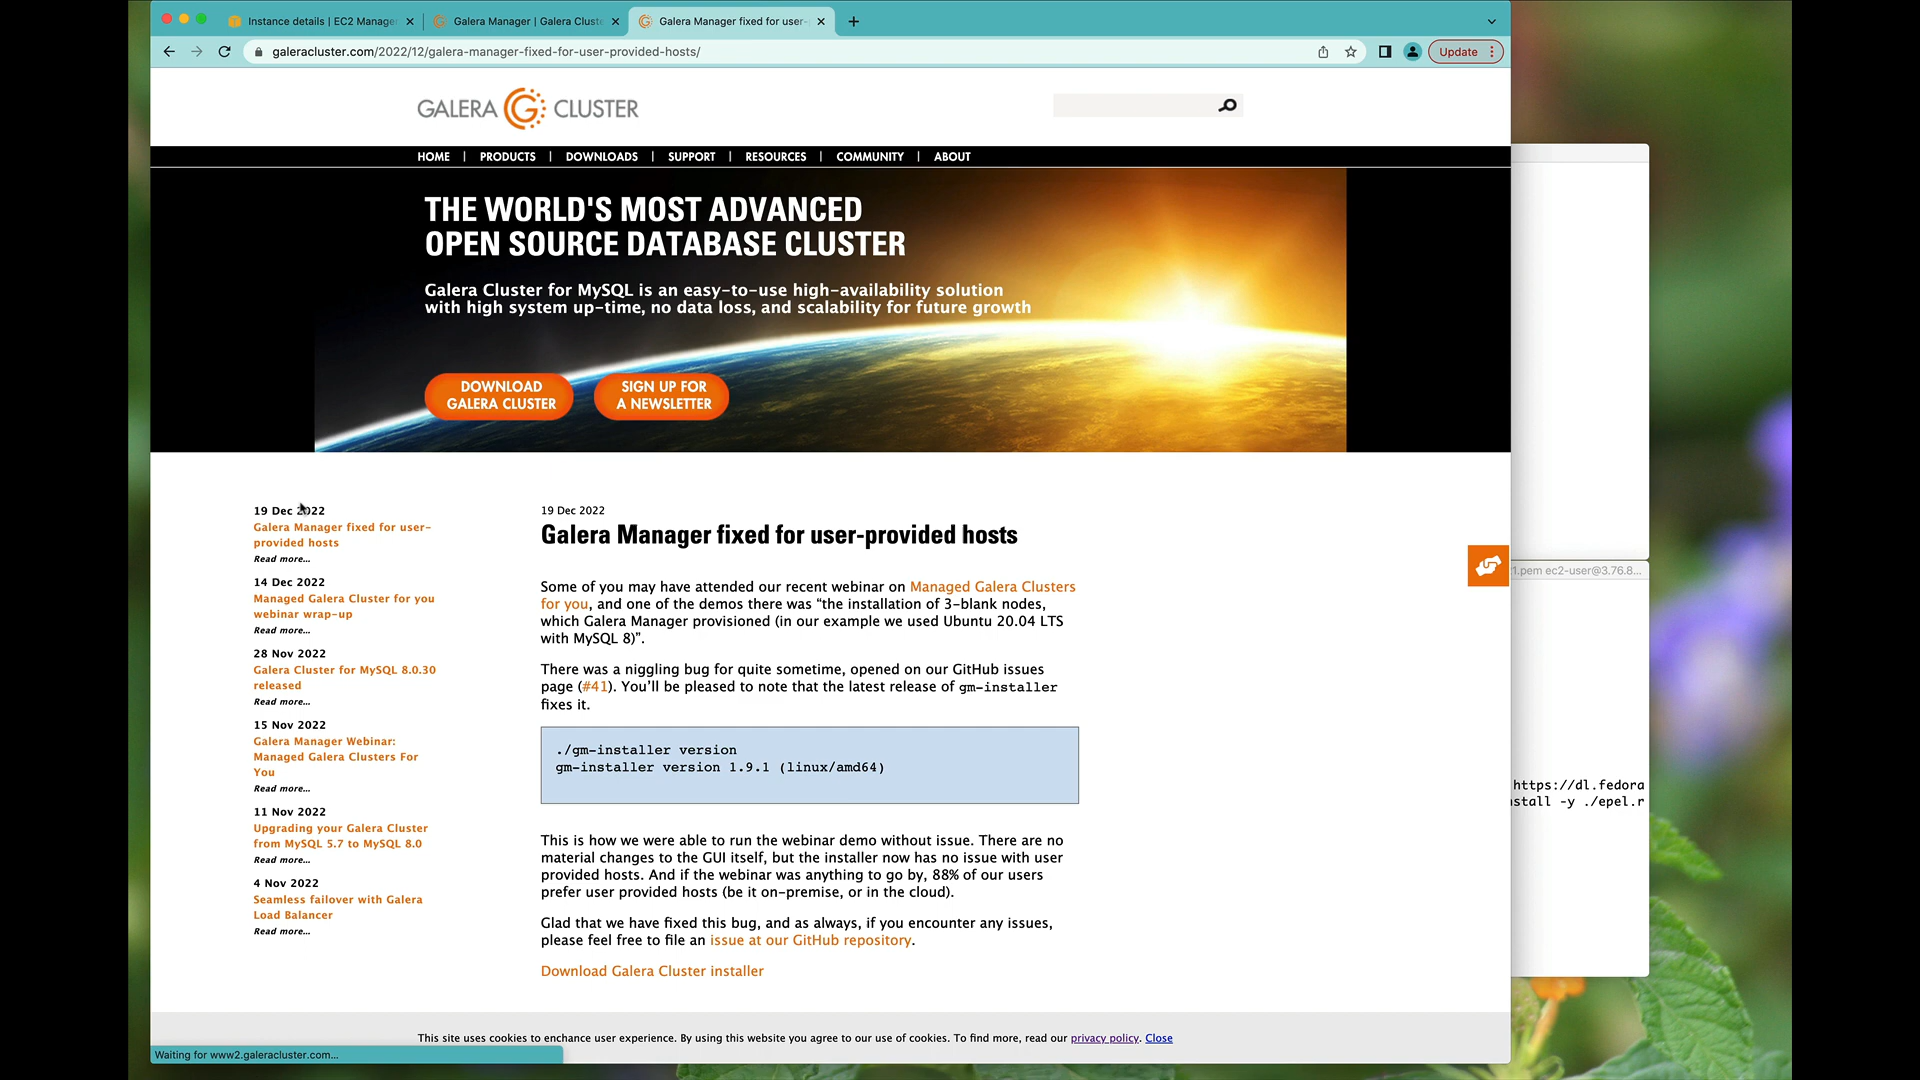 Instance details | EC2 Manage
Galera Manager | Galera Cluste
Galera Manager fixed for user-
galeracluster.com/2022/12/galera-manager-fixed-for-user-provided-hosts/
Update
GALERA CLUSTER
HOME | PRODUCTS | DOWNLOADS | SUPPORT | RESOURCES | COMMUNITY | ABOUT
THE WORLD'S MOST ADVANCED
OPEN SOURCE DATABASE CLUSTER
Galera Cluster for MySQL is an easy-to-use high-availability solution
with high system up-time, no data loss, and scalability for future growth
DOWNLOAD
GALERA CLUSTER
SIGN UP FOR
A NEWSLETTER
19 Dec 2022
Galera Manager fixed for user-
provided hosts
Read more...
14 Dec 2022
Managed Galera Cluster for you
webinar wrap-up
Read more...
28 Nov 2022
Galera Cluster for MySQL 8.0.30
released
Read more...
15 Nov 2022
Galera Manager Webinar:
Managed Galera Clusters For
You
Read more...
11 Nov 2022
Upgrading your Galera Cluster
from MySQL 5.7 to MySQL 8.0
Read more...
4 Nov 2022
Seamless failover with Galera
Load Balancer
Read more...
19 Dec 2022
Galera Manager fixed for user-provided hosts
Some of you may have attended our recent webinar on Managed Galera Clusters
for you, and one of the demos there was “the installation of 3-blank nodes,
which Galera Manager provisioned (in our example we used Ubuntu 20.04 LTS
with MySQL 8)”.
There was a niggling bug for quite sometime, opened on our GitHub issues
page (#41). You’ll be pleased to note that the latest release of gm-installer
fixes it.
./gm-installer version
gm-installer version 1.9.1 (linux/amd64)
This is how we were able to run the webinar demo without issue. There are no
material changes to the GUI itself, but the installer now has no issue with user
provided hosts. And if the webinar was anything to go by, 88% of our users
prefer user provided hosts (be it on-premise, or in the cloud).
Glad that we have fixed this bug, and as always, if you encounter any issues,
please feel free to file an issue at our GitHub repository.
Download Galera Cluster installer
1.pem ec2-user@3.76.8...
https://dl.fedora
stall -y ./epel.r
This site uses cookies to enchance user experience. By using this website you agree to our use of cookies. To find more, read our privacy policy. Close
Waiting for www2.galeracluster.com...